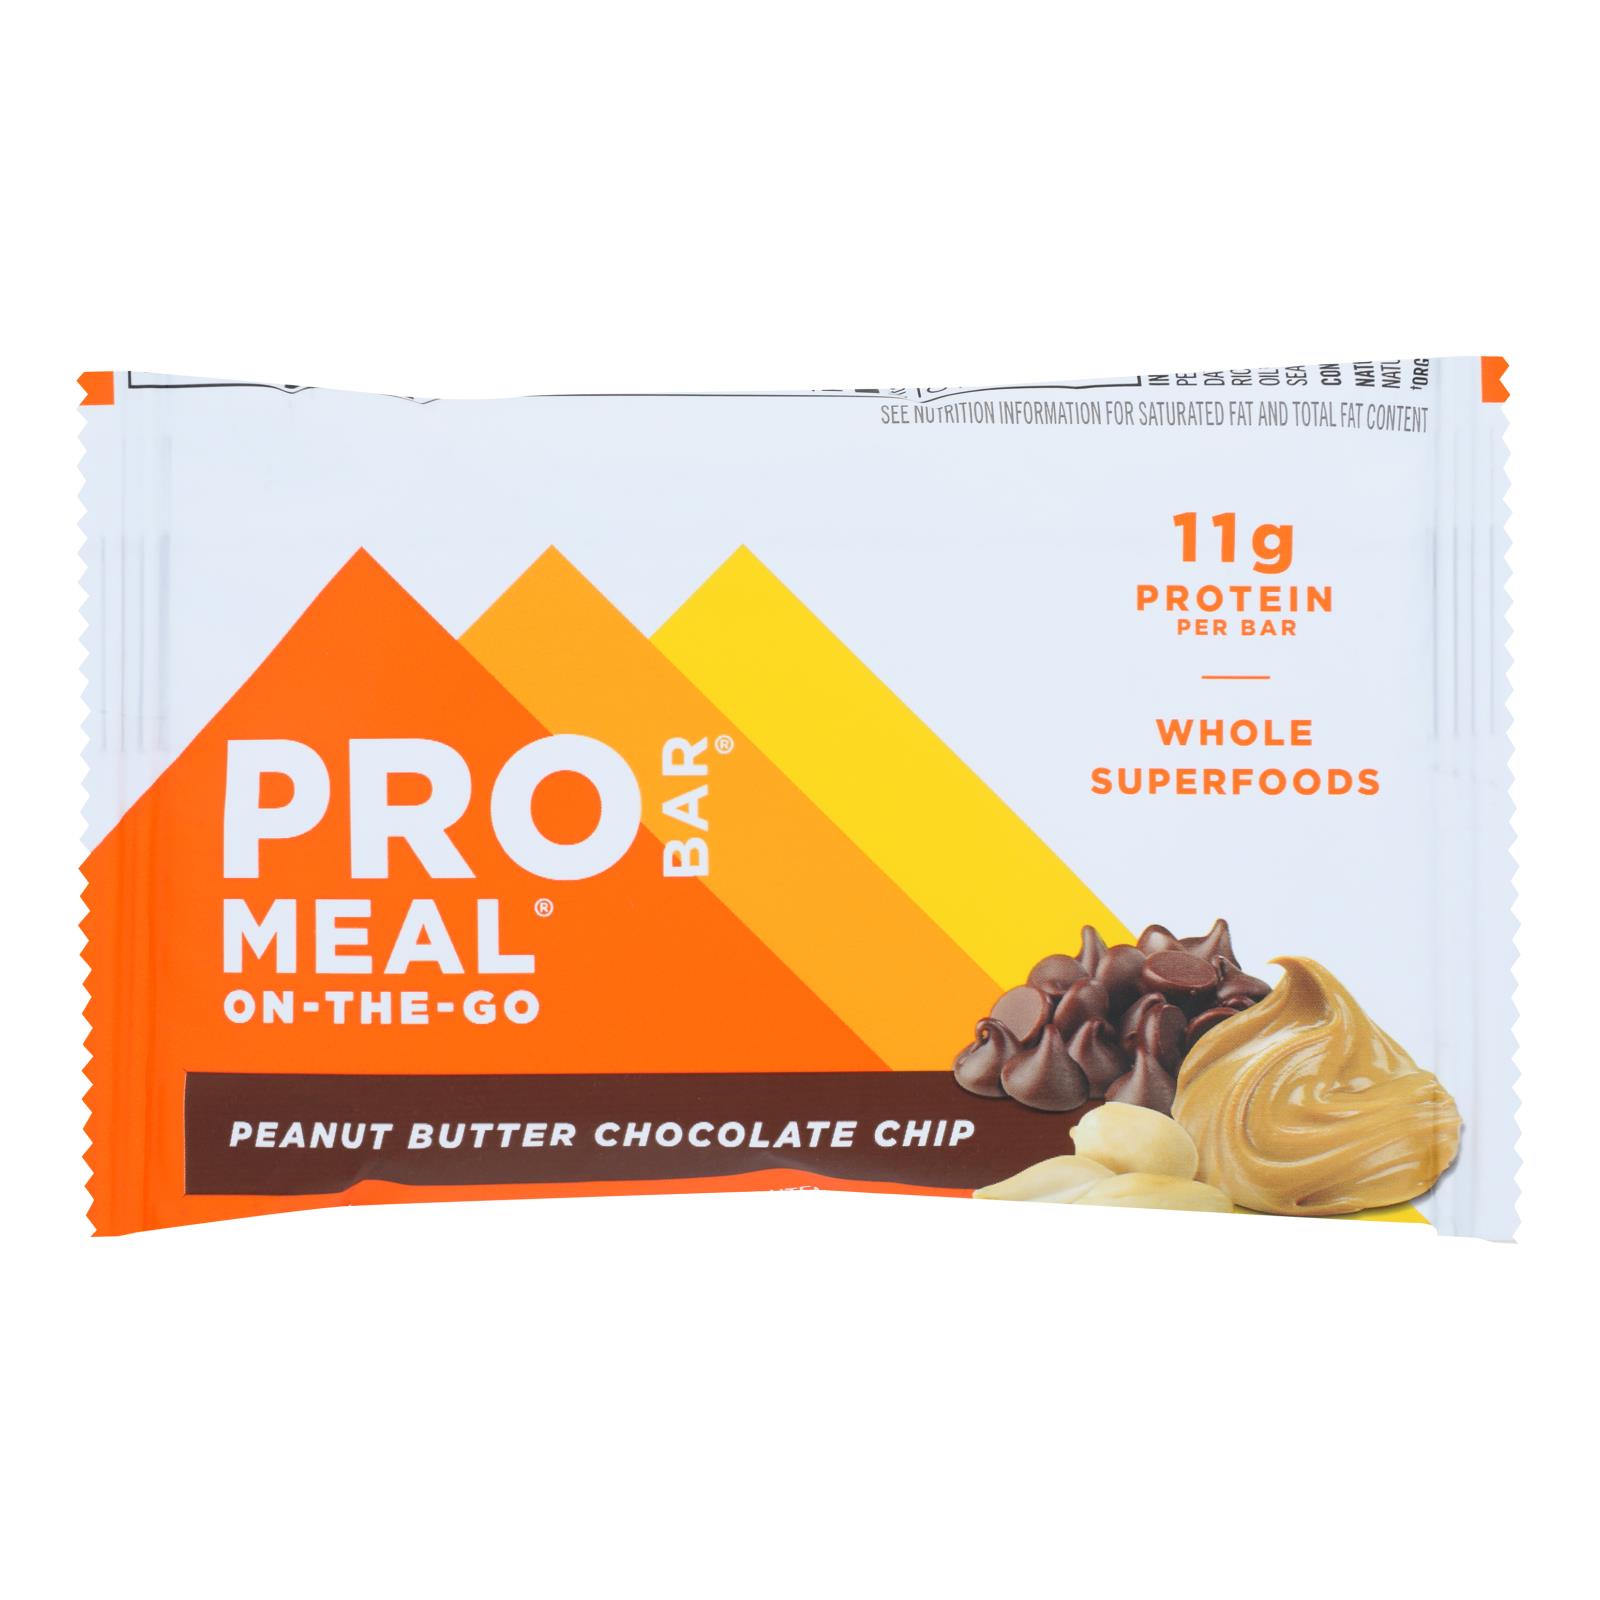 SEE NUTRITION INFORMATION FOR SATURATED FAT AND TOTAL FAT CONTENT
11g
PROTEIN
PER BAR
WHOLE
SUPERFOODS
PRO
BAR®
MEAL®
ON-THE-GO
PEANUT BUTTER CHOCOLATE CHIP